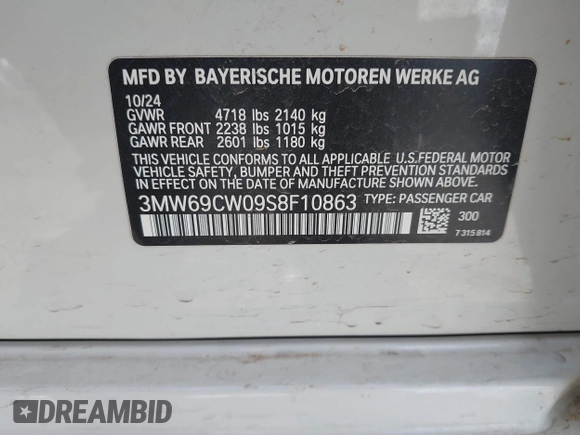 MFD BY BAYERISCHE MOTOREN WERKE AG
10/24
GVWR 4718 lbs 2140 kg
GAWR FRONT 2238 lbs 1015 kg
GAWR REAR 2601 lbs 1180 kg
THIS VEHICLE CONFORMS TO ALL APPLICABLE U.S.FEDERAL MOTOR
VEHICLE SAFETY, BUMPER AND THEFT PREVENTION STANDARDS
IN EFFECT ON THE DATE OF MANUFACTURE SHOWN ABOVE.
3MW69CW09S8F10863 TYPE: PASSENGER CAR
300
7 315 814
DREAMBID